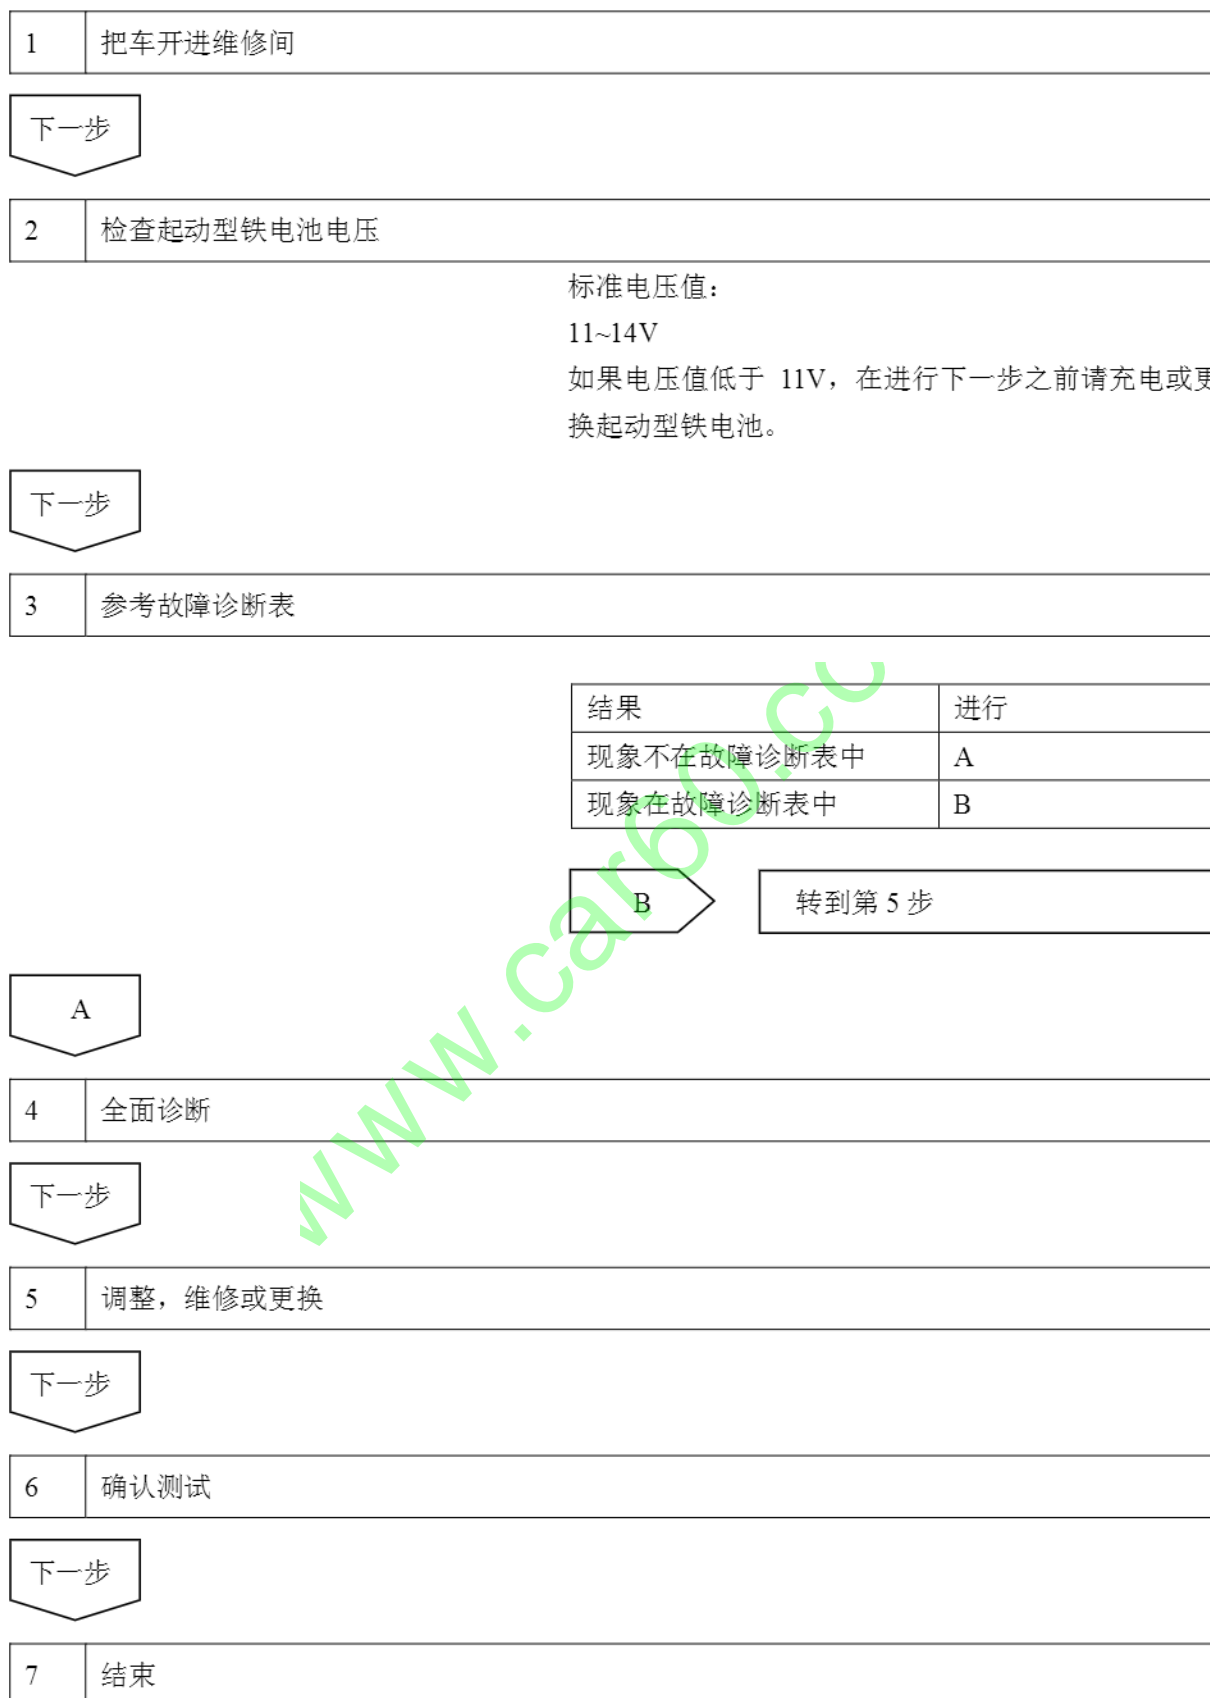 1 把车开进维修间
下一步
2 检查起动型铁电池电压
标准电压值：
11~14V
如果电压值低于 11V，在进行下一步之前请充电或更
换起动型铁电池。
下一步
3 参考故障诊断表
结果 进行
现象不在故障诊断表中 A
现象在故障诊断表中 B
B 转到第 5 步
A
4 全面诊断
下一步
5 调整，维修或更换
下一步
6 确认测试
下一步
7 结束
www.car60.co